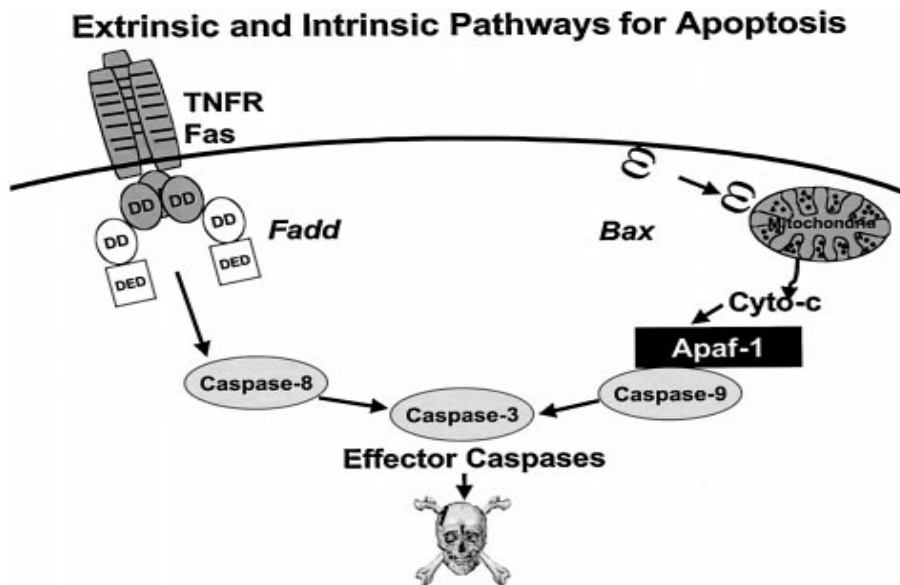 Extrinsic and Intrinsic Pathways for Apoptosis
TNFR
Fas
DD
DD
DD
DD
Fadd
DED
DED
Bax
Mitochondria
Cyto-c
Apaf-1
Caspase-8
Caspase-3
Caspase-9
Effector Caspases